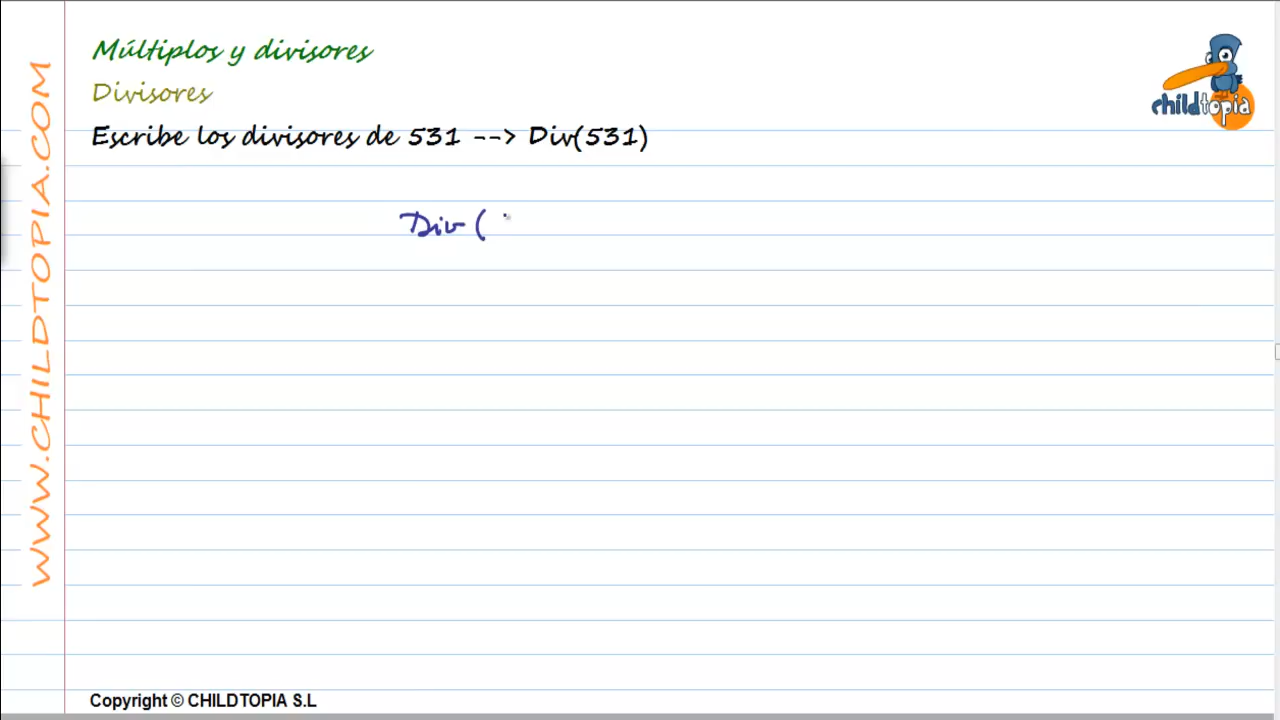 Múltiplos y divisores
Divisores
Escribe los divisores de 531 --> Div(531)
Div (
WWW.CHILDTOPIA.COM
childtopia
Copyright © CHILDTOPIA S.L